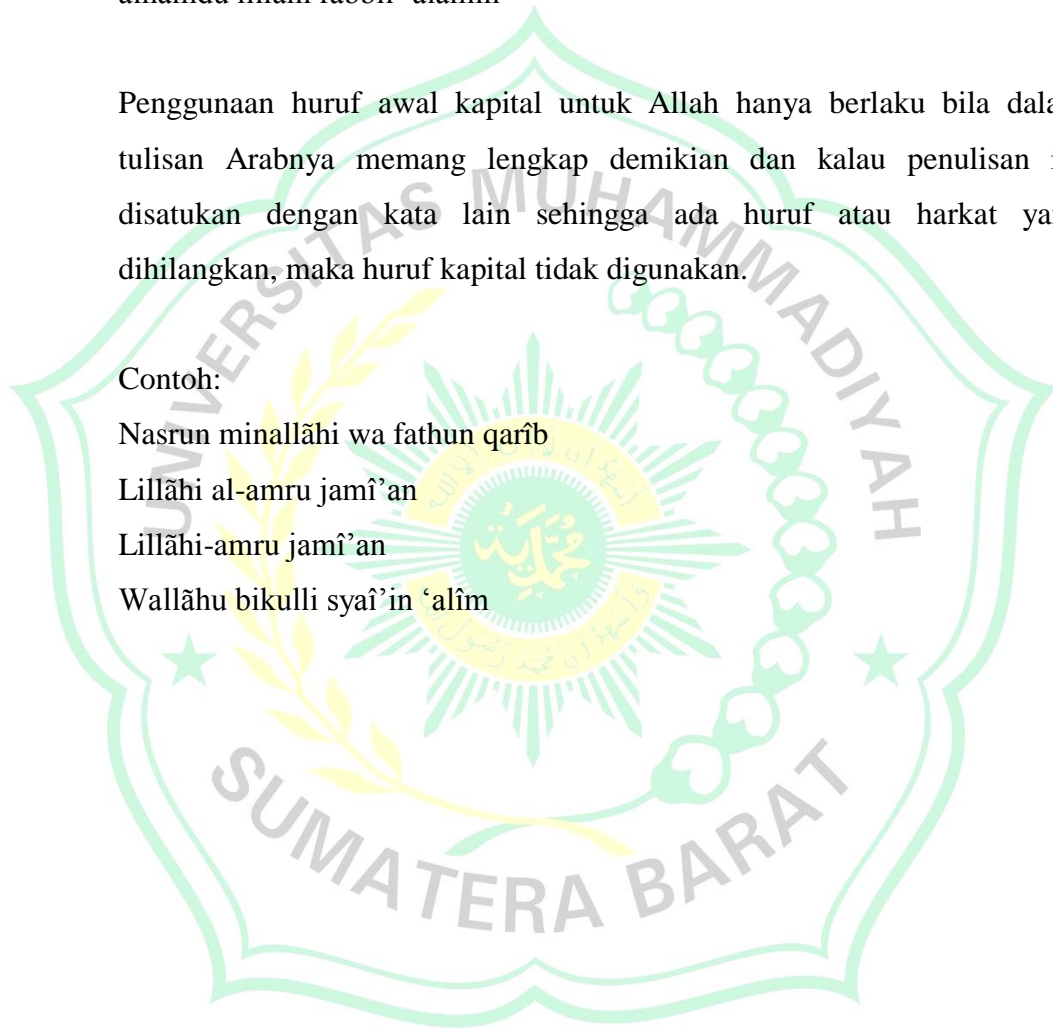 Penggunaan huruf awal kapital untuk Allah hanya berlaku bila
tulisan Arabnya memang lengkap demikian dan kalau penulisan
disatukan dengan kata lain sehingga ada huruf atau harkat
dihilangkan, maka huruf kapital tidak digunakan.
Contoh:
Nasrun minallãhi wa fathun qarîb
Lillãhi al-amru jamî’an
Lillãhi-amru jamî’an
Wallãhu bikulli syaî’in ‘alîm
UNIVERSITAS MUHAMMADIYAH
SUMATERA BARAT